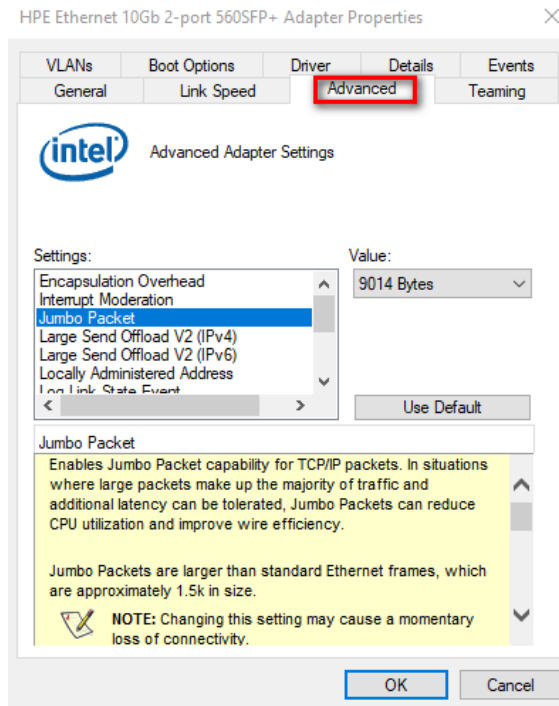 HPE Ethernet 10Gb 2-port 560SFP+ Adapter Properties
VLANs Boot Options Driver Details Events
General Link Speed Advanced Teaming
intel
Advanced Adapter Settings
Settings:
Value:
Encapsulation Overhead
9014 Bytes
Interrupt Moderation
Jumbo Packet
Large Send Offload V2 (IPv4)
Large Send Offload V2 (IPv6)
Locally Administered Address
Log Link State Event
Use Default
Jumbo Packet
Enables Jumbo Packet capability for TCP/IP packets. In situations
where large packets make up the majority of traffic and
additional latency can be tolerated, Jumbo Packets can reduce
CPU utilization and improve wire efficiency.
Jumbo Packets are larger than standard Ethernet frames, which
are approximately 1.5k in size.
NOTE: Changing this setting may cause a momentary
loss of connectivity.
OK Cancel